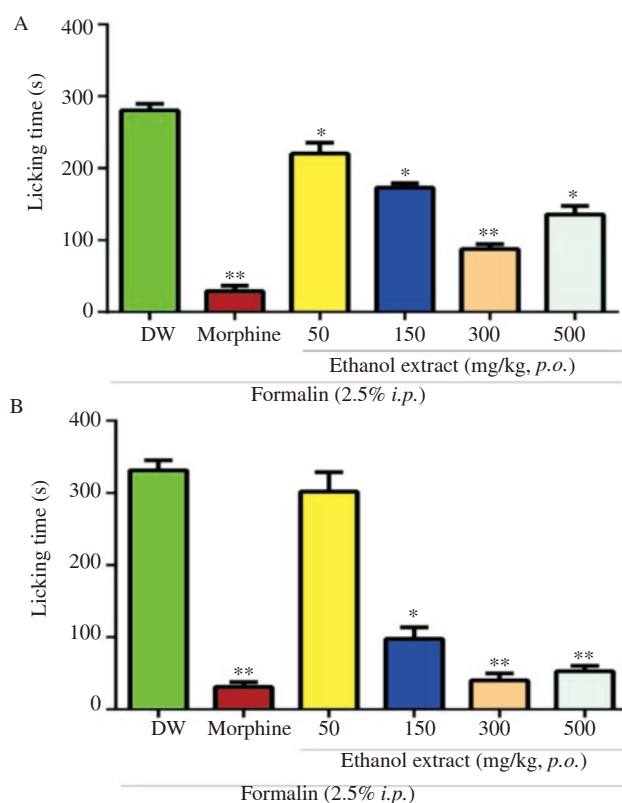 A
400
300
200
100
0
Licking time (s)
**
*
*
**
*
DW Morphine 50 150 300 500
Ethanol extract (mg/kg, p.o.)
Formalin (2.5% i.p.)
B
400
300
200
100
0
Licking time (s)
**
*
**
**
DW Morphine 50 150 300 500
Ethanol extract (mg/kg, p.o.)
Formalin (2.5% i.p.)